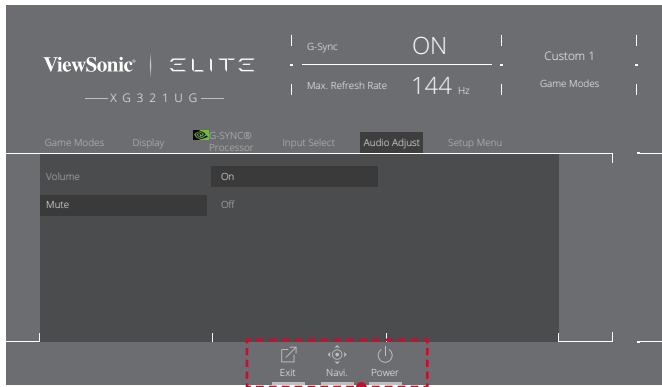 ViewSonic® | ELITE
XG321UG
G-Sync ON
Max. Refresh Rate 144 Hz
Custom 1
Game Modes
Game Modes Display G-SYNC® Processor Input Select Audio Adjust Setup Menu
Volume On
Mute Off
Exit Navi. Power